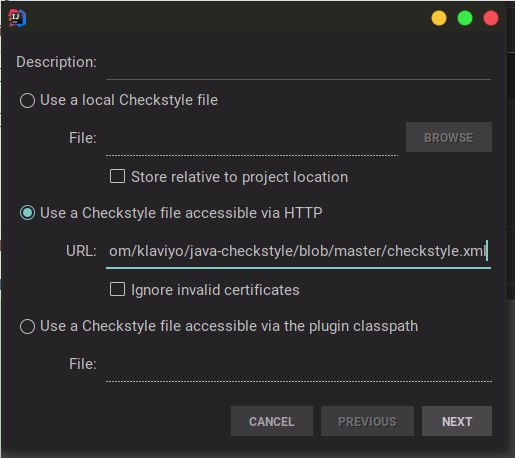 Description:
Use a local Checkstyle file
File:
BROWSE
Store relative to project location
Use a Checkstyle file accessible via HTTP
URL: om/klaviyo/java-checkstyle/blob/master/checkstyle.xml
Ignore invalid certificates
Use a Checkstyle file accessible via the plugin classpath
File:
CANCEL PREVIOUS NEXT